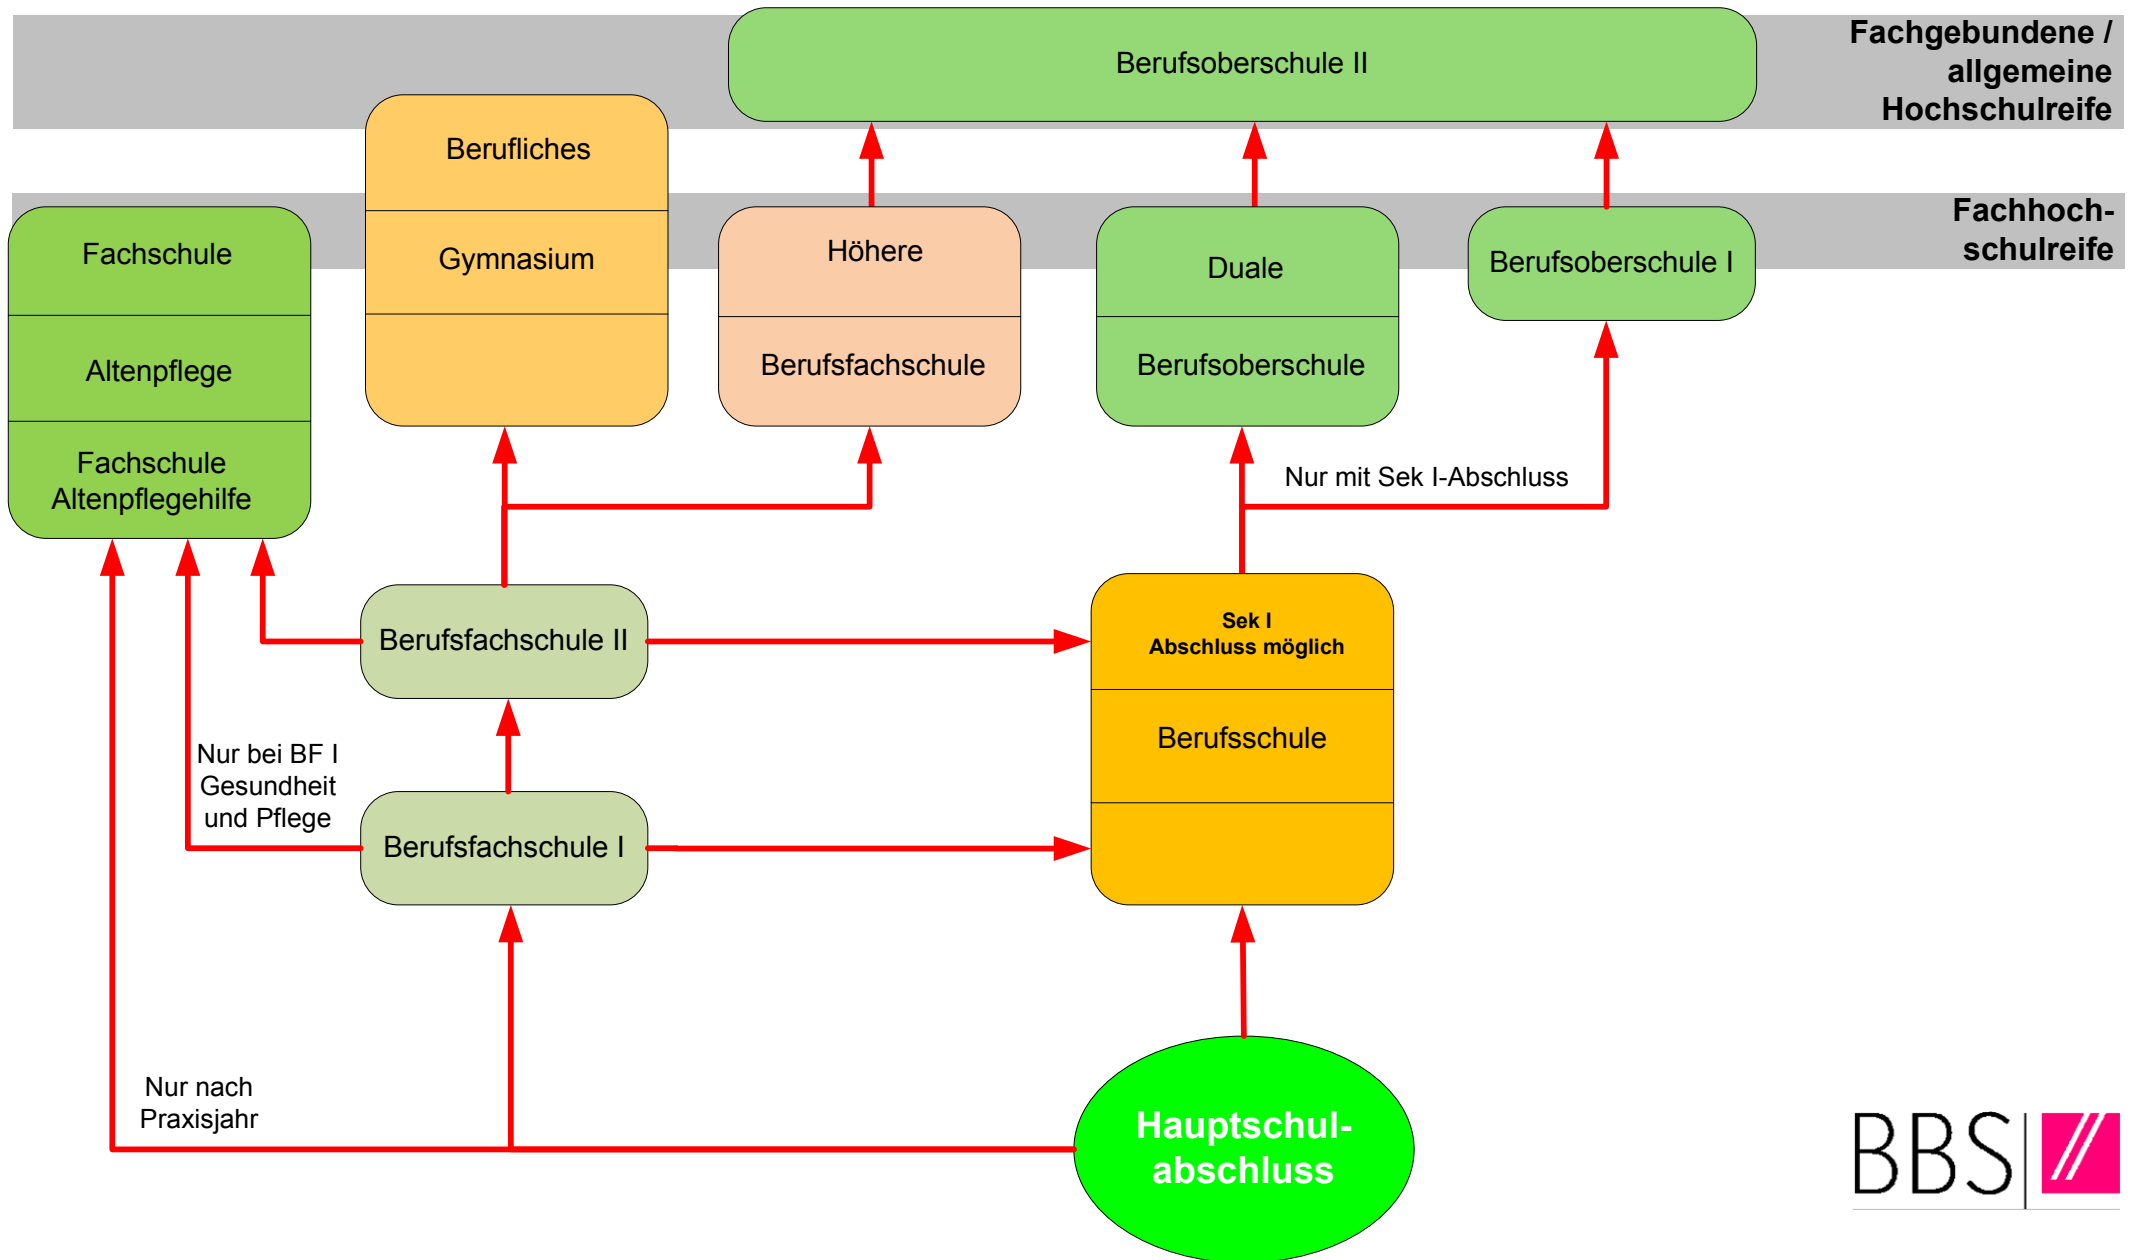 Berufsoberschule II
Fachgebundene /
allgemeine
Hochschulreife
Berufliches
Gymnasium
Fachhoch-
schulreife
Fachschule
Altenpflege
Fachschule
Altenpflegehilfe
Höhere
Berufsfachschule
Duale
Berufsoberschule
Berufsoberschule I
Nur mit Sek I-Abschluss
Berufsfachschule II
Sek I
Abschluss möglich
Berufsschule
Nur bei BF I
Gesundheit
und Pflege
Berufsfachschule I
Nur nach
Praxisjahr
Hauptschul-
abschluss
BBS